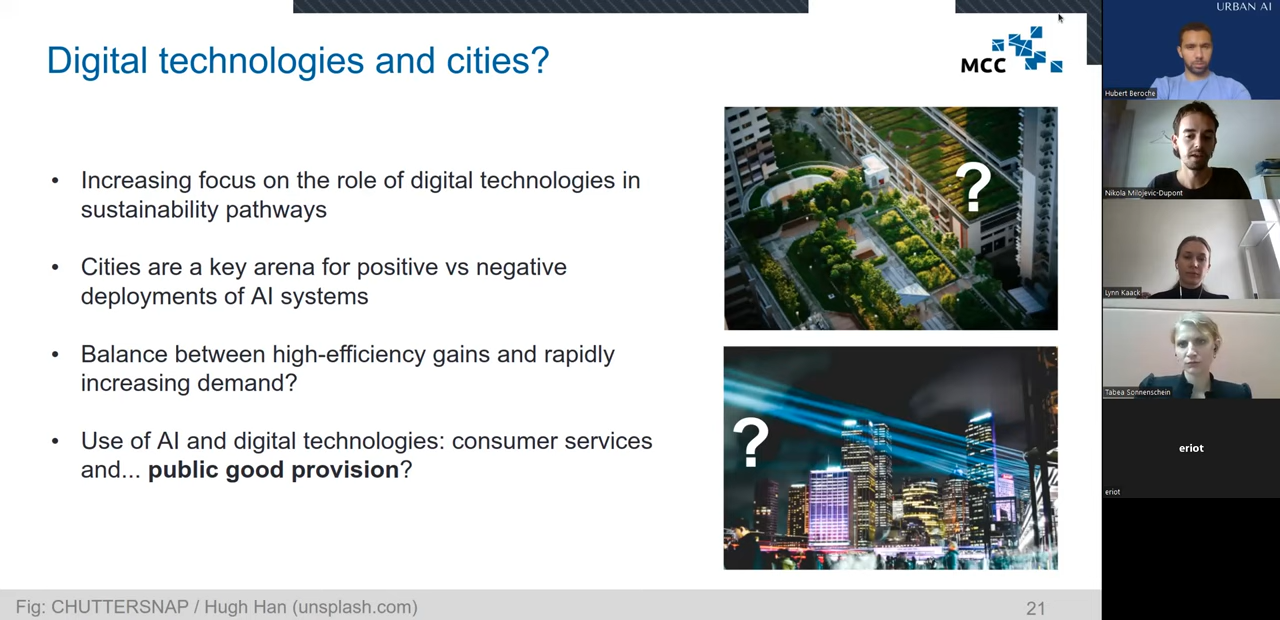 Digital technologies and cities?
MCC
• Increasing focus on the role of digital technologies in
sustainability pathways
• Cities are a key arena for positive vs negative
deployments of AI systems
• Balance between high-efficiency gains and rapidly
increasing demand?
• Use of AI and digital technologies: consumer services
and... public good provision?
?
?
Fig: CHUTTERSNAP / Hugh Han (unsplash.com)
21
URBAN AI
Hubert Beroche
Nikola Milojevic-Dupont
Lynn Kaack
Tabea Sonnenschein
eriot
eriot